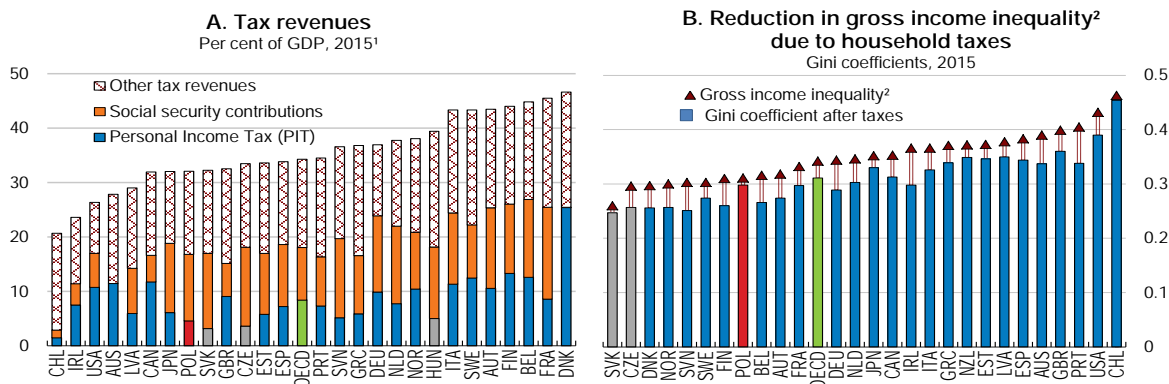 A. Tax revenues
Per cent of GDP, 2015¹
50
40
30
20
10
0
Other tax revenues
Social security contributions
Personal Income Tax (PIT)
CHL
IRL
USA
AUS
LVA
CAN
JPN
POL
SVK
GBR
CZE
EST
ESP
OECD
PRT
SVN
GRC
DEU
NLD
NOR
HUN
ITA
SWE
AUT
FIN
BEL
FRA
DNK
B. Reduction in gross income inequality²
due to household taxes
Gini coefficients, 2015
0.5
0.4
0.3
0.2
0.1
0
Gross income inequality²
Gini coefficient after taxes
SVK
CZE
DNK
NOR
SVN
SWE
FIN
POL
BEL
AUT
FRA
OECD
DEU
NLD
JPN
CAN
IRL
ITA
GRC
NZL
EST
LVA
ESP
AUS
GBR
PRT
USA
CHL